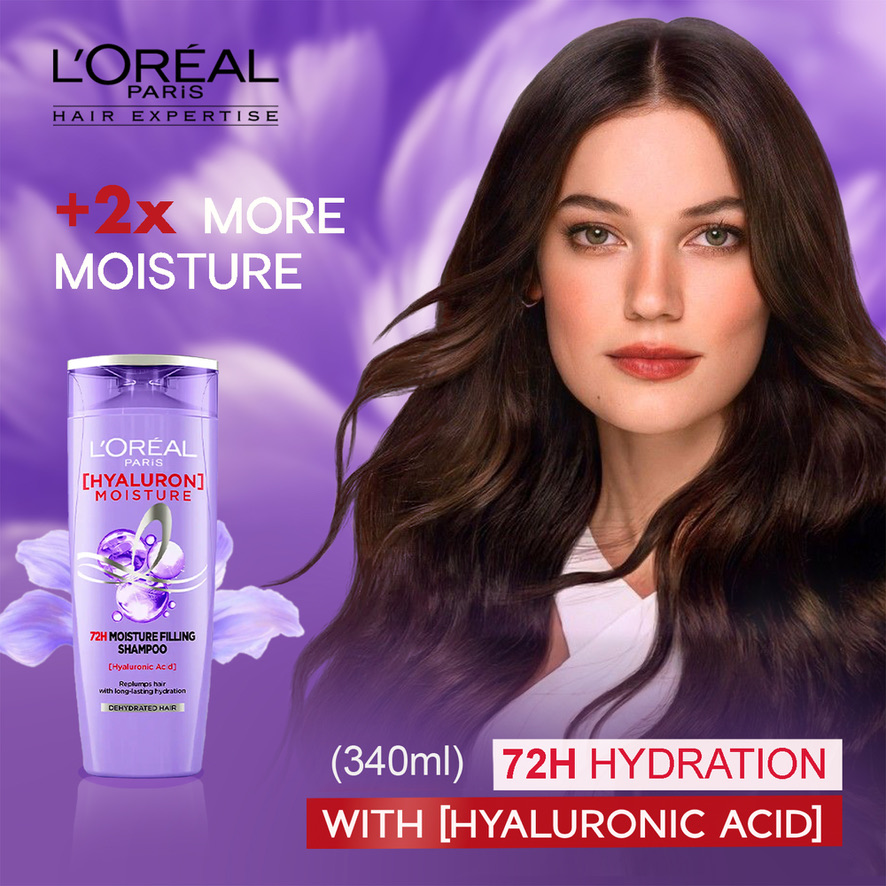 L'ORÉAL
PARiS
HAIR EXPERTISE
+2x MORE
MOISTURE
L'ORÉAL
PARIS
[HYALURON]
MOISTURE
72H MOISTURE FILLING
SHAMPOO
[Hyaluronic Acid]
Replumps hair
with long-lasting hydration
DEHYDRATED HAIR
(340ml) 72H HYDRATION
WITH [HYALURONIC ACID]